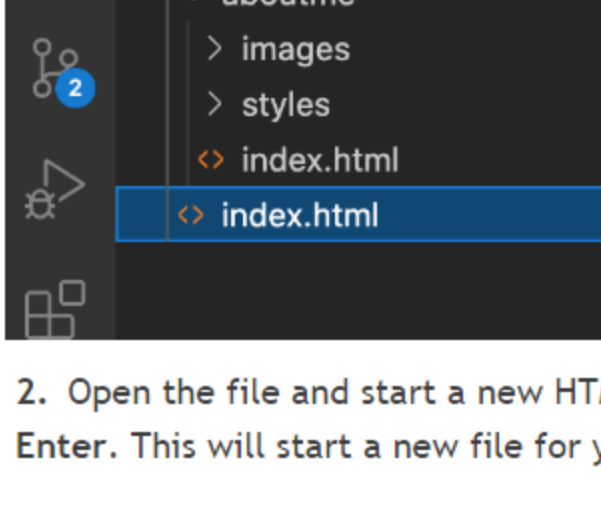 aboutme
images
2
styles
index.html
index.html
2. Open the file and start a new
Enter. This will start a new file for